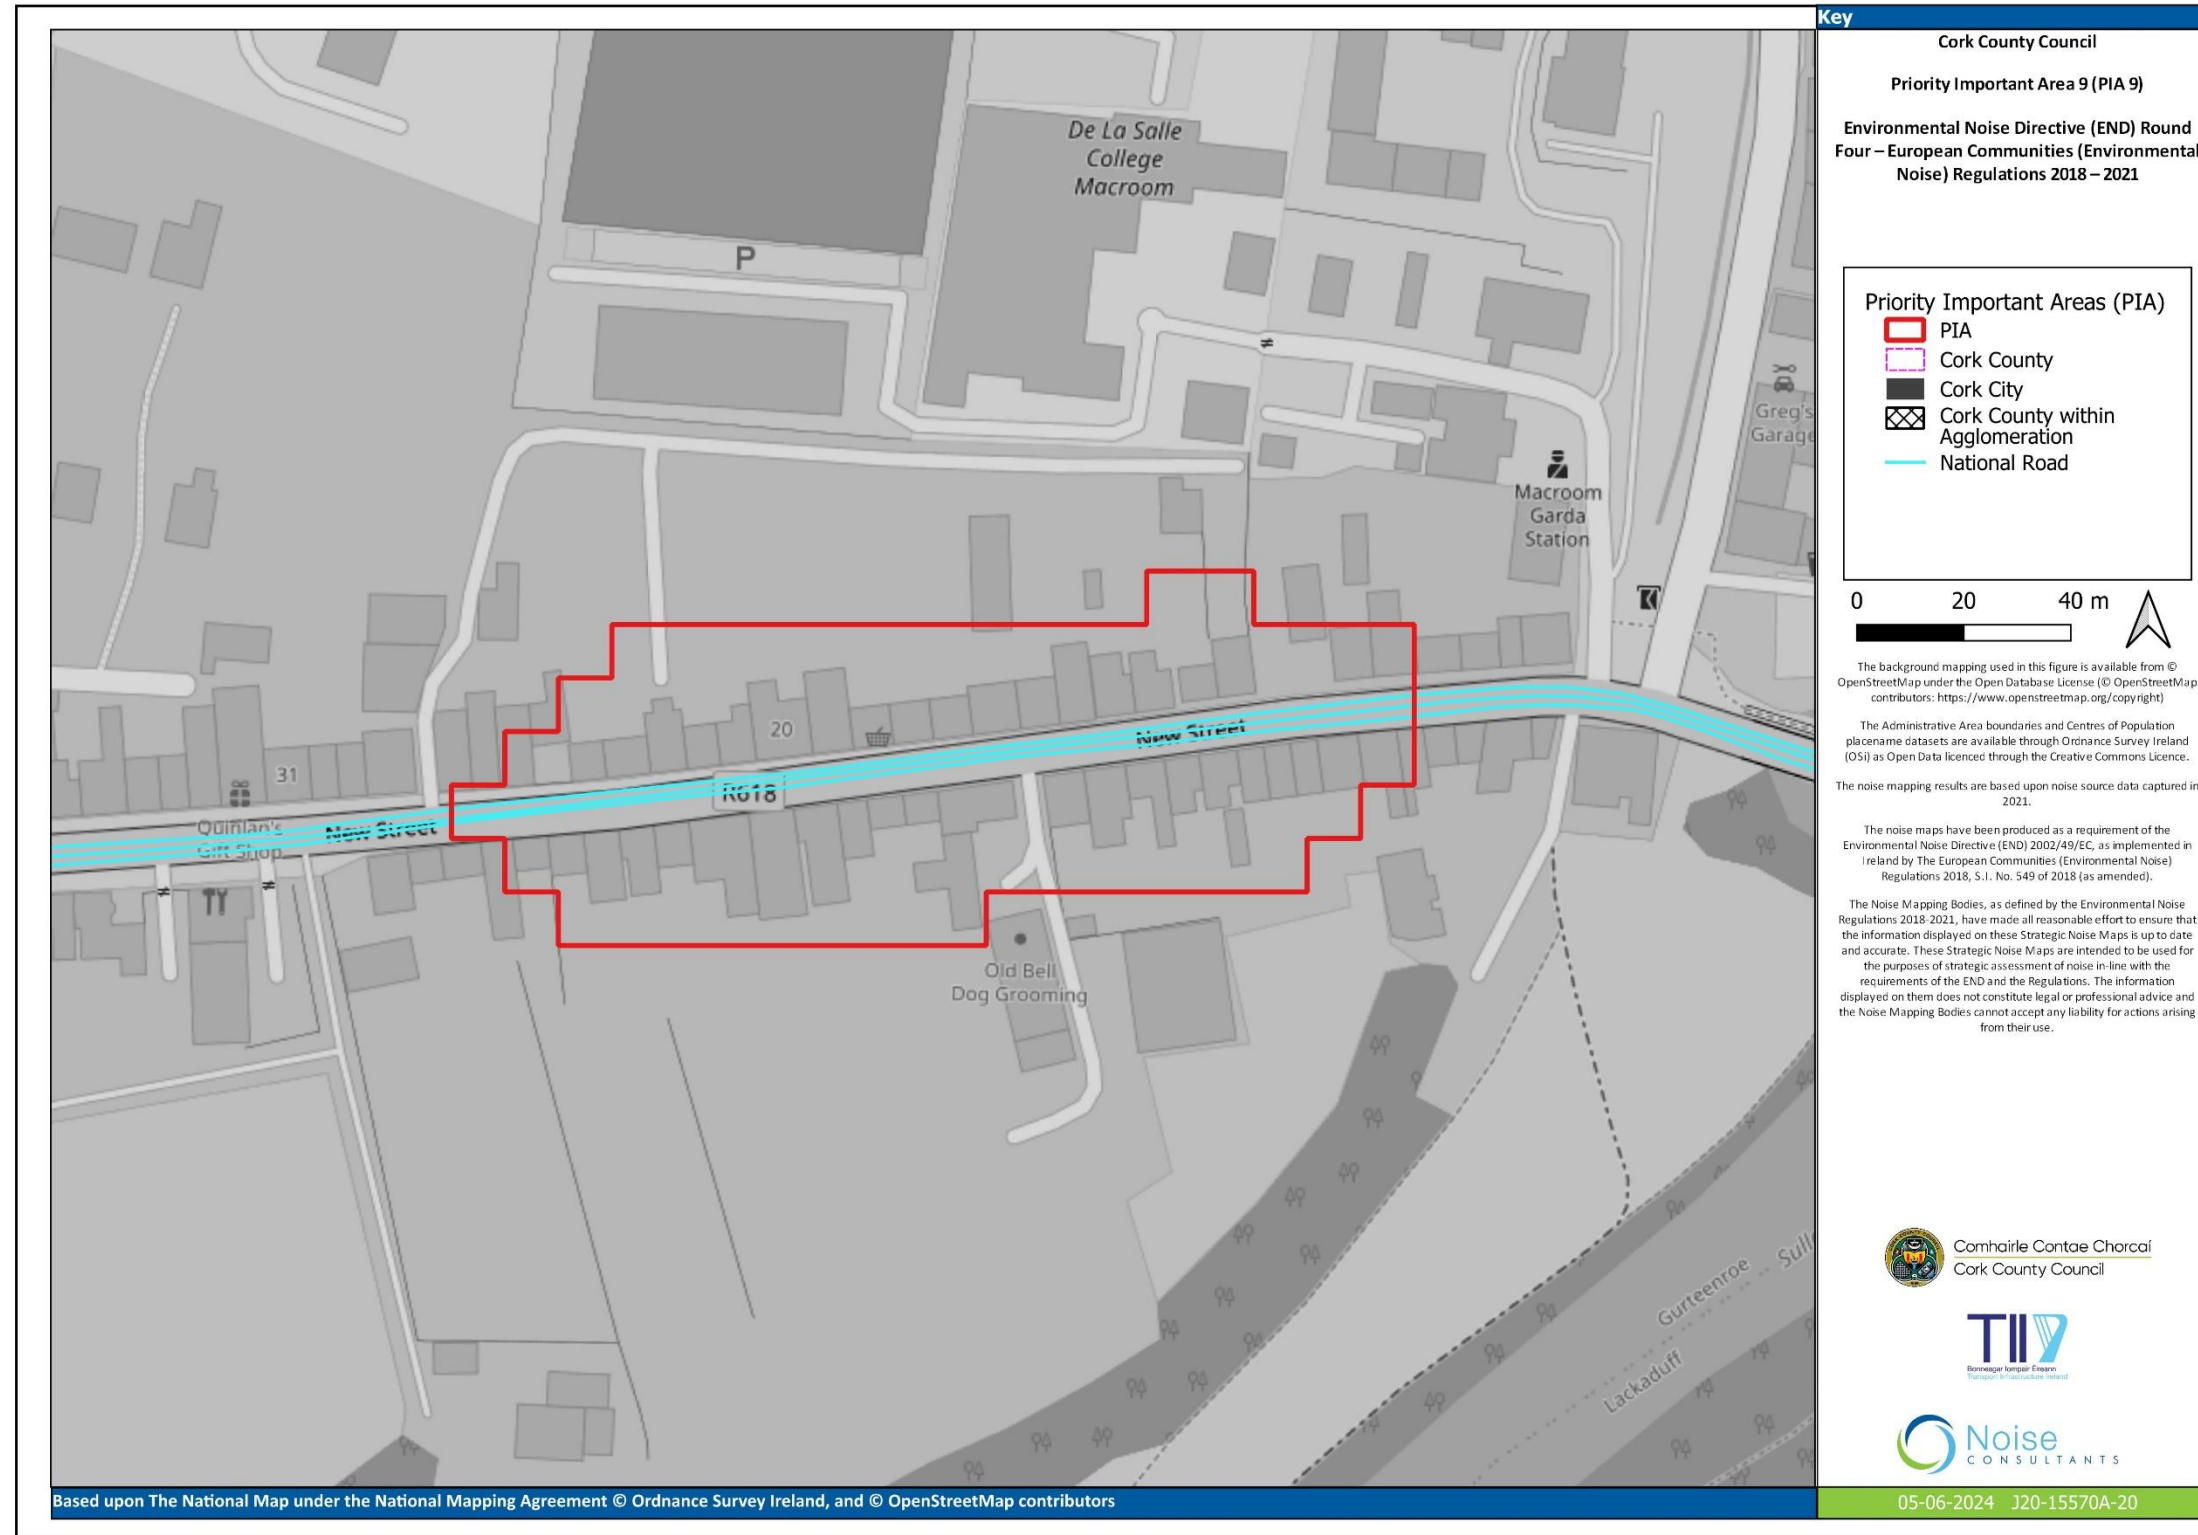 De La Salle
College
Macroom
P
Greg's
Garage
Macroom
Garda
Station
20
31
New Street
R618
Quinlan's
Gift Shop
New Street
Old Bell
Dog Grooming
Gurteenroe
Sull
Lackaduff
Based upon The National Map under the National Mapping Agreement © Ordnance Survey Ireland, and © OpenStreetMap contributors
Key
Cork County Council
Priority Important Area 9 (PIA 9)
Environmental Noise Directive (END) Round
Four – European Communities (Environmental
Noise) Regulations 2018 – 2021
Priority Important Areas (PIA)
PIA
Cork County
Cork City
Cork County within
Agglomeration
National Road
0 20 40 m
The background mapping used in this figure is available from ©
OpenStreetMap under the Open Database License (© OpenStreetMap
contributors: https://www.openstreetmap.org/copyright)
The Administrative Area boundaries and Centres of Population
placename datasets are available through Ordnance Survey Ireland
(OSi) as Open Data licenced through the Creative Commons Licence.
The noise mapping results are based upon noise source data captured in
2021.
The noise maps have been produced as a requirement of the
Environmental Noise Directive (END) 2002/49/EC, as implemented in
Ireland by The European Communities (Environmental Noise)
Regulations 2018, S.I. No. 549 of 2018 (as amended).
The Noise Mapping Bodies, as defined by the Environmental Noise
Regulations 2018-2021, have made all reasonable effort to ensure that
the information displayed on these Strategic Noise Maps is up to date
and accurate. These Strategic Noise Maps are intended to be used for
the purposes of strategic assessment of noise in-line with the
requirements of the END and the Regulations. The information
displayed on them does not constitute legal or professional advice and
the Noise Mapping Bodies cannot accept any liability for actions arising
from their use.
Comhairle Contae Chorcaí
Cork County Council
TII
Bonneagar Iompair Éireann
Transport Infrastructure Ireland
Noise
CONSULTANTS
05-06-2024 J20-15570A-20